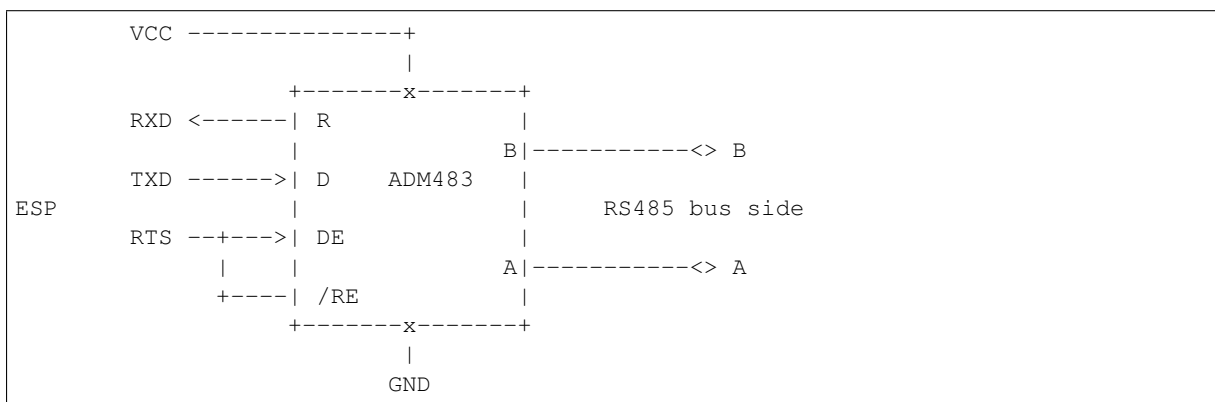 VCC ---------------+
|
+-------x-------+
RXD <------| R |
| B|-----------<> B
TXD ------>| D ADM483 |
ESP | | RS485 bus side
RTS --+--->| DE |
| | A|-----------<> A
+----| /RE |
+-------x-------+
|
GND